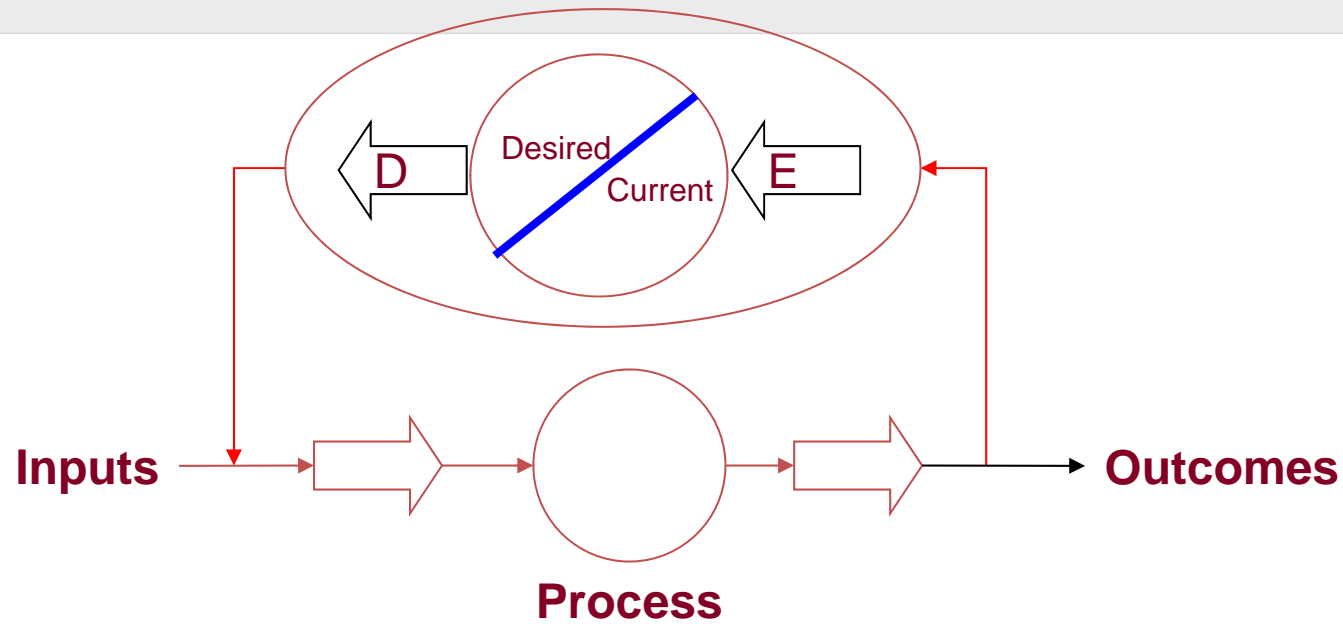 D
Desired
Current
E
Inputs
Outcomes
Process